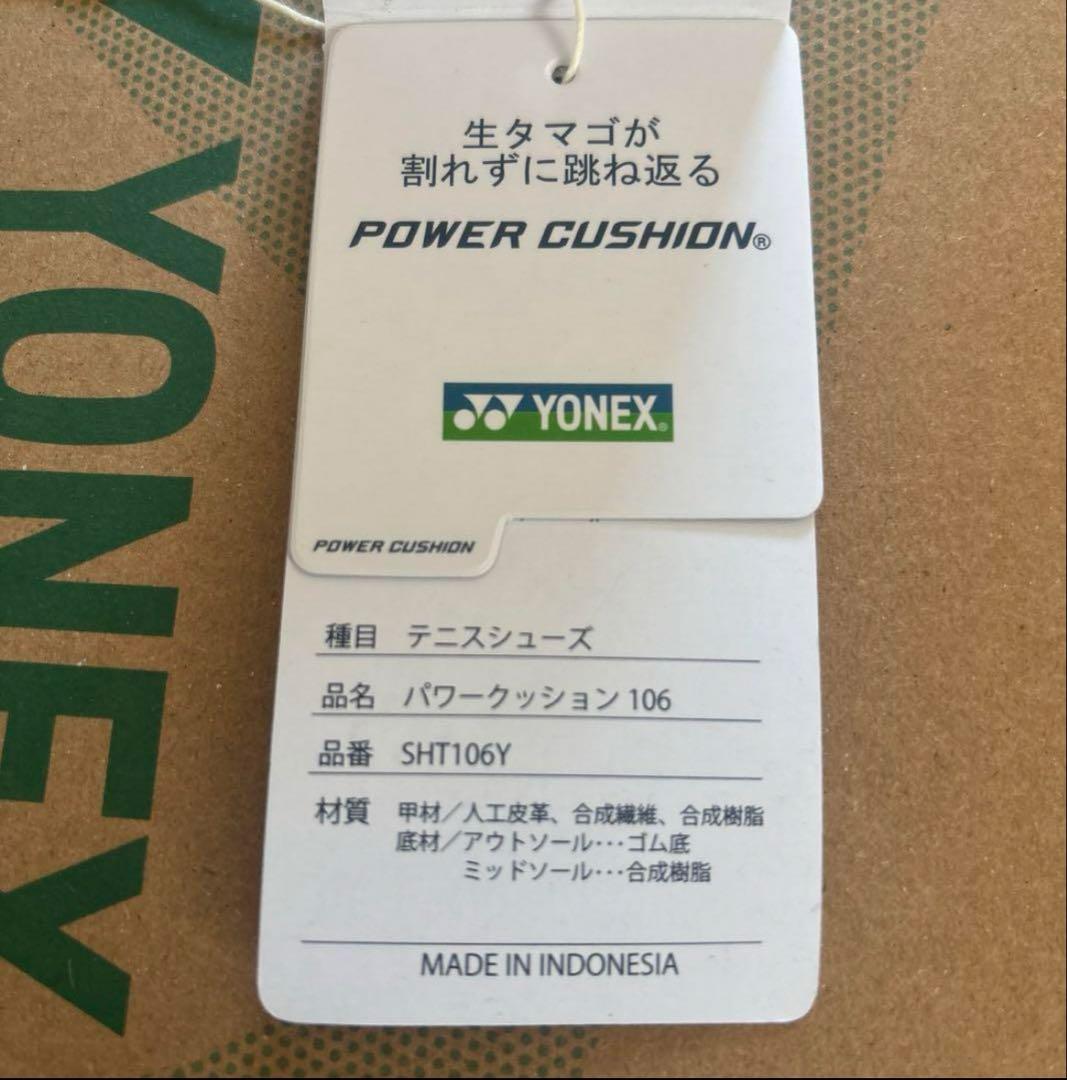 YONEX
生タマゴが
割れずに跳ね返る
POWER CUSHION®
YONEX®
POWER CUSHION
種目 テニスシューズ
品名 パワークッション 106
品番 SHT106Y
材質 甲材／人工皮革、合成繊維、合成樹脂
底材／アウトソール…ゴム底
ミッドソール…合成樹脂
MADE IN INDONESIA